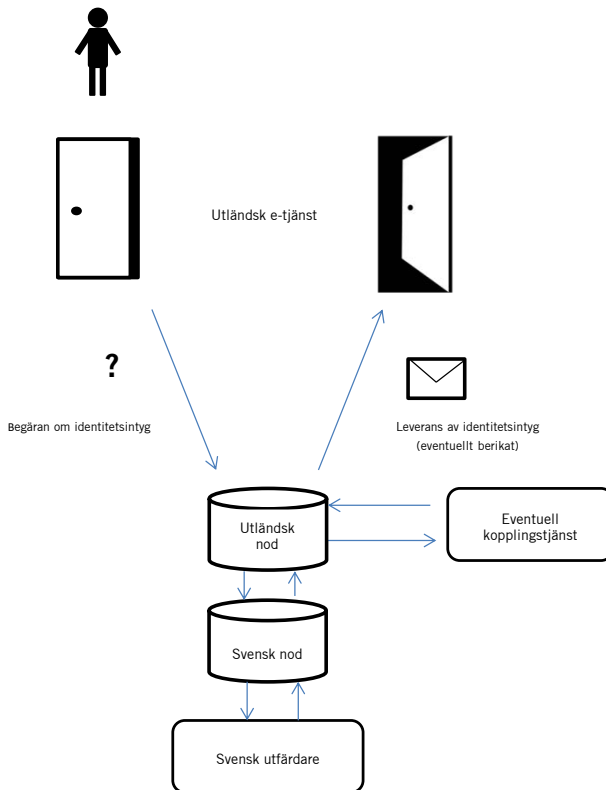 Utländsk e-tjänst
?
Begäran om identitetsintyg
Leverans av identitetsintyg
(eventuellt berikat)
Utländsk
nod
Eventuell
kopplingstjänst
Svensk nod
Svensk utfärdare